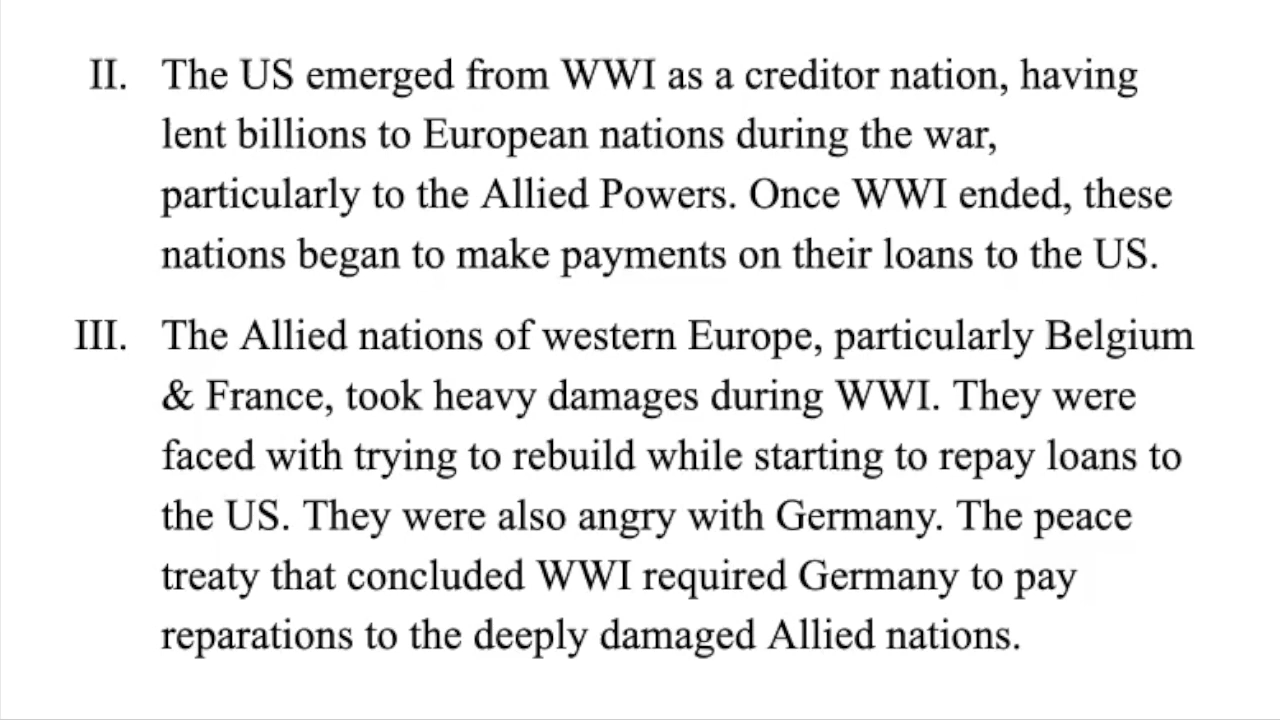 II. The US emerged from WWI as a creditor nation, having
lent billions to European nations during the war,
particularly to the Allied Powers. Once WWI ended, these
nations began to make payments on their loans to the US.
III. The Allied nations of western Europe, particularly Belgium
& France, took heavy damages during WWI. They were
faced with trying to rebuild while starting to repay loans to
the US. They were also angry with Germany. The peace
treaty that concluded WWI required Germany to pay
reparations to the deeply damaged Allied nations.